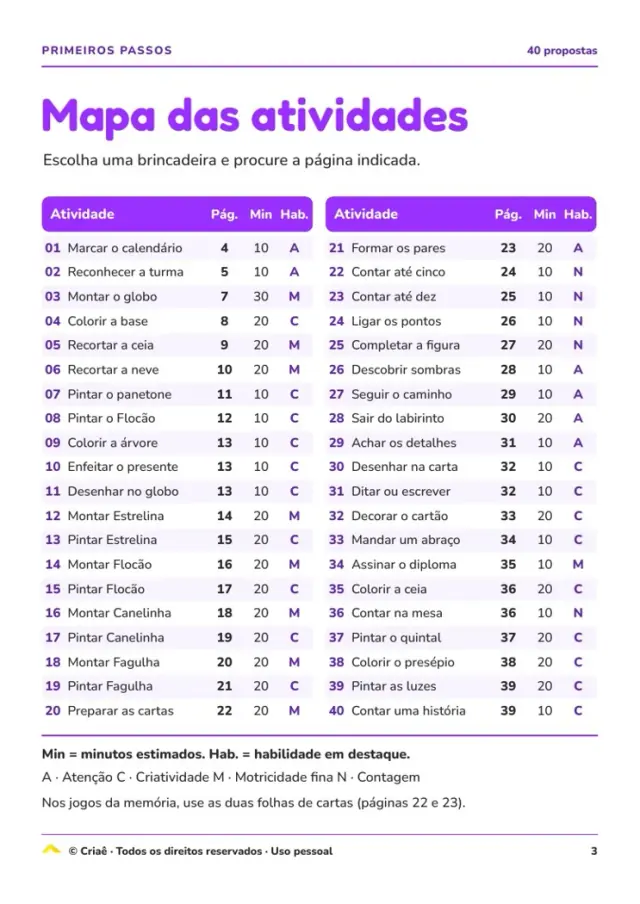 PRIMEIROS PASSOS
40 propostas
Mapa das atividades
Escolha uma brincadeira e procure a página indicada.
Atividade Pág. Min Hab.
01 Marcar o calendário 4 10 A
02 Reconhecer a turma 5 10 A
03 Montar o globo 7 30 M
04 Colorir a base 8 20 C
05 Recortar a ceia 9 20 M
06 Recortar a neve 10 20 M
07 Pintar o panetone 11 10 C
08 Pintar o Flocão 12 10 C
09 Colorir a árvore 13 10 C
10 Enfeitar o presente 13 10 C
11 Desenhar no globo 13 10 C
12 Montar Estrelina 14 20 M
13 Pintar Estrelina 15 20 C
14 Montar Flocão 16 20 M
15 Pintar Flocão 17 20 C
16 Montar Canelinha 18 20 M
17 Pintar Canelinha 19 20 C
18 Montar Fagulha 20 20 M
19 Pintar Fagulha 21 20 C
20 Preparar as cartas 22 20 M
Atividade Pág. Min Hab.
21 Formar os pares 23 20 A
22 Contar até cinco 24 10 N
23 Contar até dez 25 10 N
24 Ligar os pontos 26 10 N
25 Completar a figura 27 20 N
26 Descobrir sombras 28 10 A
27 Seguir o caminho 29 10 A
28 Sair do labirinto 30 20 A
29 Achar os detalhes 31 10 A
30 Desenhar na carta 32 10 C
31 Ditar ou escrever 32 10 C
32 Decorar o cartão 33 20 C
33 Mandar um abraço 34 10 C
34 Assinar o diploma 35 10 M
35 Colorir a ceia 36 20 C
36 Contar na mesa 36 10 N
37 Pintar o quintal 37 20 C
38 Colorir o presépio 38 20 C
39 Pintar as luzes 39 20 C
40 Contar uma história 39 10 C
Min = minutos estimados. Hab. = habilidade em destaque.
A · Atenção C · Criatividade M · Motricidade fina N · Contagem
Nos jogos da memória, use as duas folhas de cartas (páginas 22 e 23).
© Criaê · Todos os direitos reservados · Uso pessoal
3